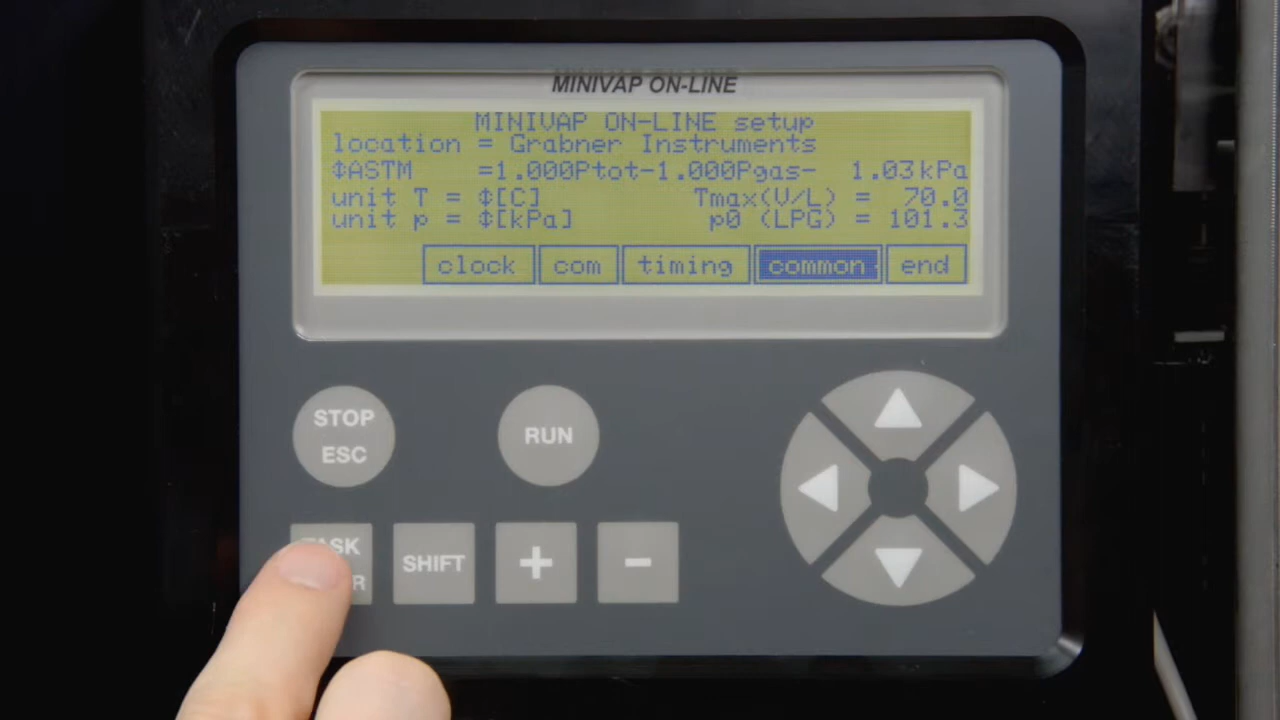 MINIVAP ON-LINE
MINIVAP ON-LINE setup
location = Grabner Instruments
ASTM =1.000Ptot-1.000Pgas- 1.03kPa
unit T = [C] Tmax(V/L) = 70.0
unit p = [kPa] p0 (LPG) = 101.3
clock com timing common end
STOP
ESC
RUN
SHIFT
+
-